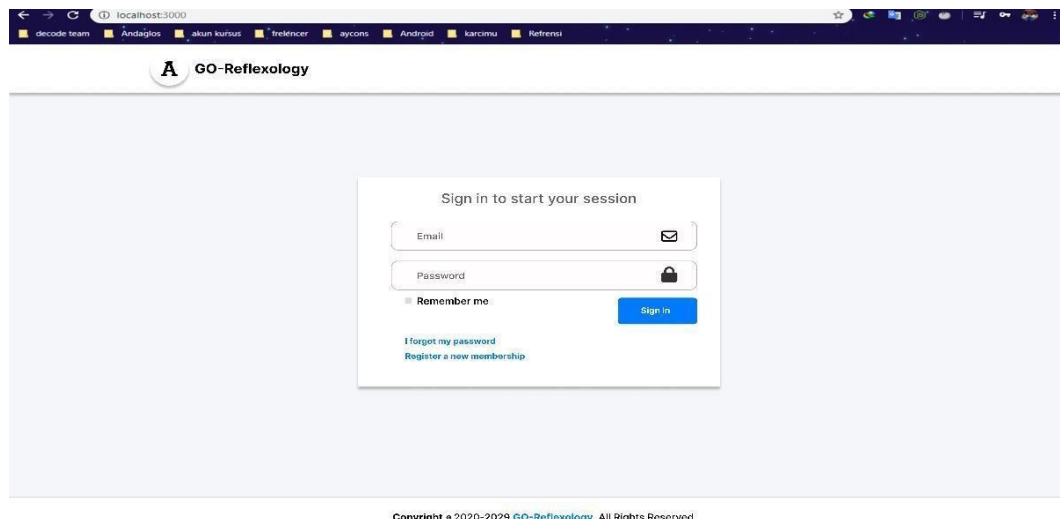 localhost:3000
decode team Andaglos akun kursus freléncer aycons Android karcimu Refrensi
A GO-Reflexology
Sign in to start your session
Email
Password
Remember me
Sign In
I forgot my password
Register a new membership
Copyright © 2020-2029 GO-Reflexology. All Rights Reserved